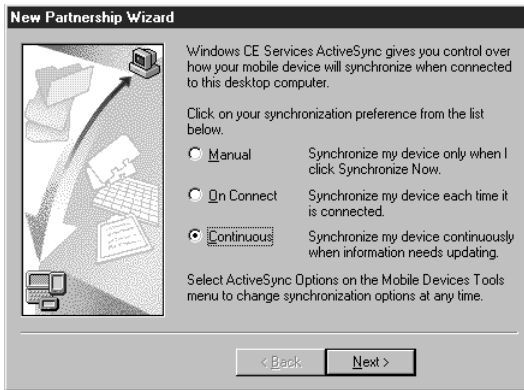 New Partnership Wizard
Windows CE Services ActiveSync gives you control over
how your mobile device will synchronize when connected
to this desktop computer.
Click on your synchronization preference from the list
below.
Manual
Synchronize my device only when I
click Synchronize Now.
On Connect
Synchronize my device each time it
is connected.
Continuous
Synchronize my device continuously
when information needs updating.
Select ActiveSync Options on the Mobile Devices Tools
menu to change synchronization options at any time.
< Back
Next >